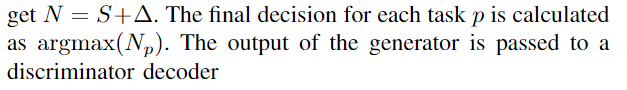 get N = S+Δ. The final decision for each task p is calculated
as argmax(Nₚ). The output of the generator is passed to a
discriminator decoder